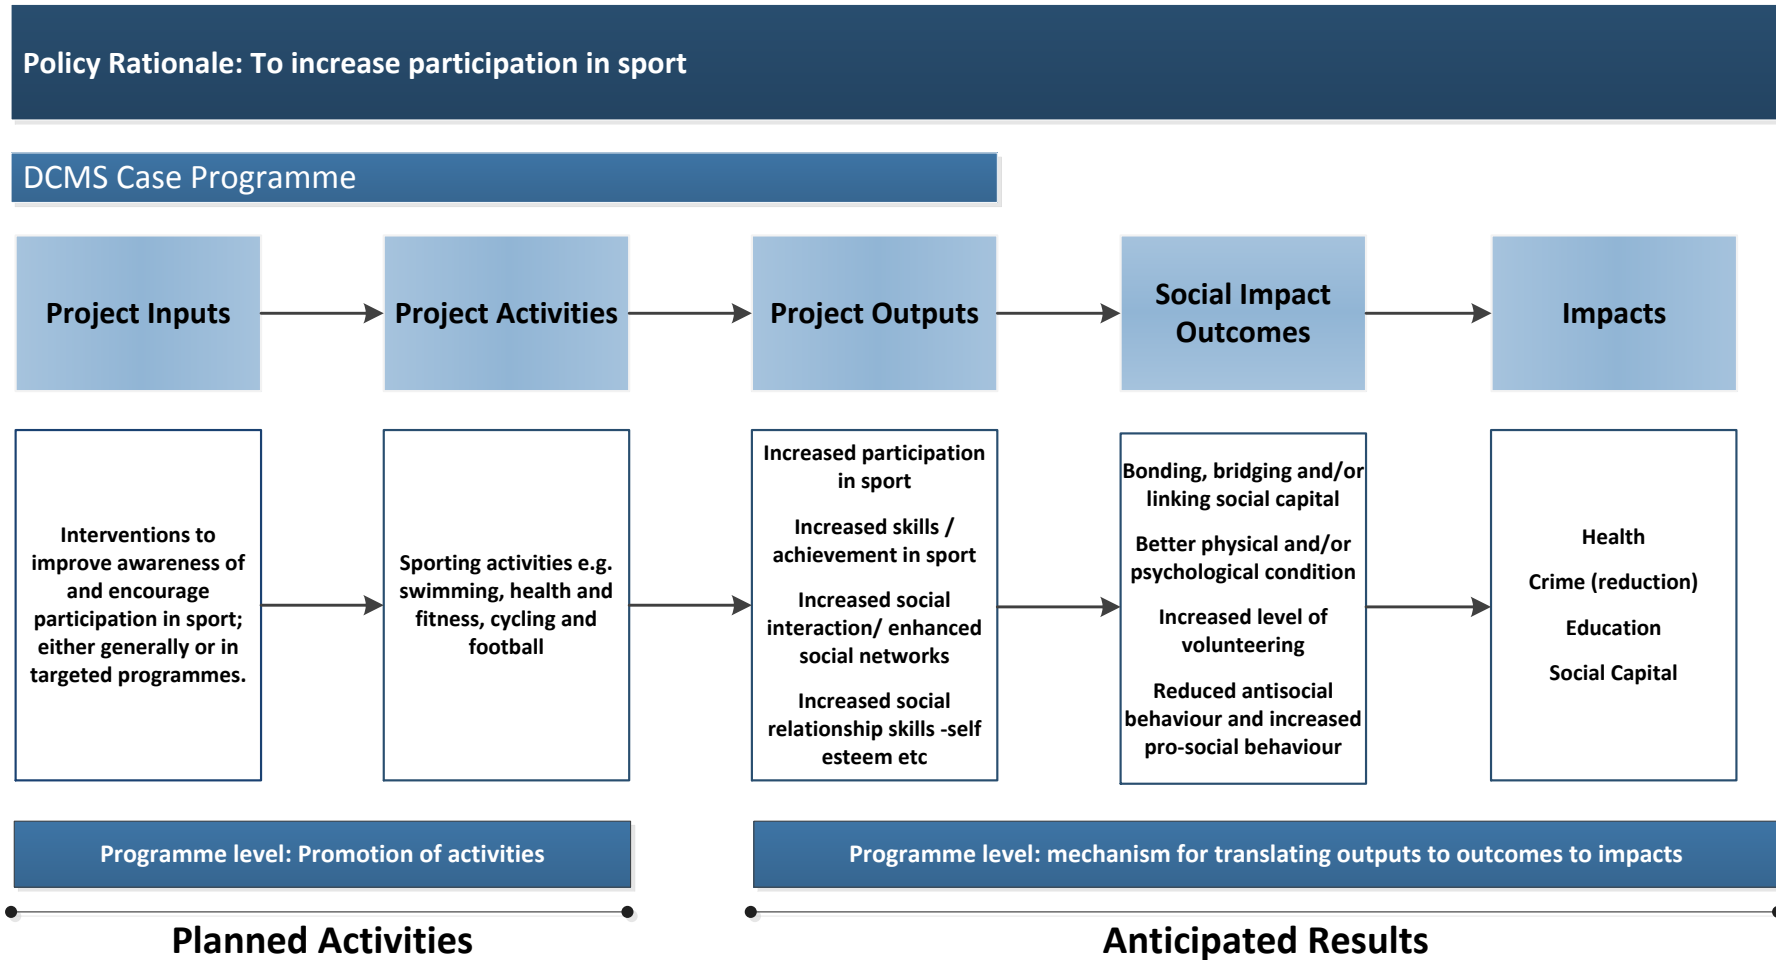 Policy Rationale: To increase participation in sport
DCMS Case Programme
Project Inputs
Project Activities
Project Outputs
Social Impact
Outcomes
Impacts
Interventions to
improve awareness of
and encourage
participation in sport;
either generally or in
targeted programmes.
Sporting activities e.g.
swimming, health and
fitness, cycling and
football
Increased participation
in sport
Increased skills /
achievement in sport
Increased social
interaction/ enhanced
social networks
Increased social
relationship skills -self
esteem etc
Bonding, bridging and/or
linking social capital
Better physical and/or
psychological condition
Increased level of
volunteering
Reduced antisocial
behaviour and increased
pro-social behaviour
Health
Crime (reduction)
Education
Social Capital
Programme level: Promotion of activities
Programme level: mechanism for translating outputs to outcomes to impacts
Planned Activities
Anticipated Results